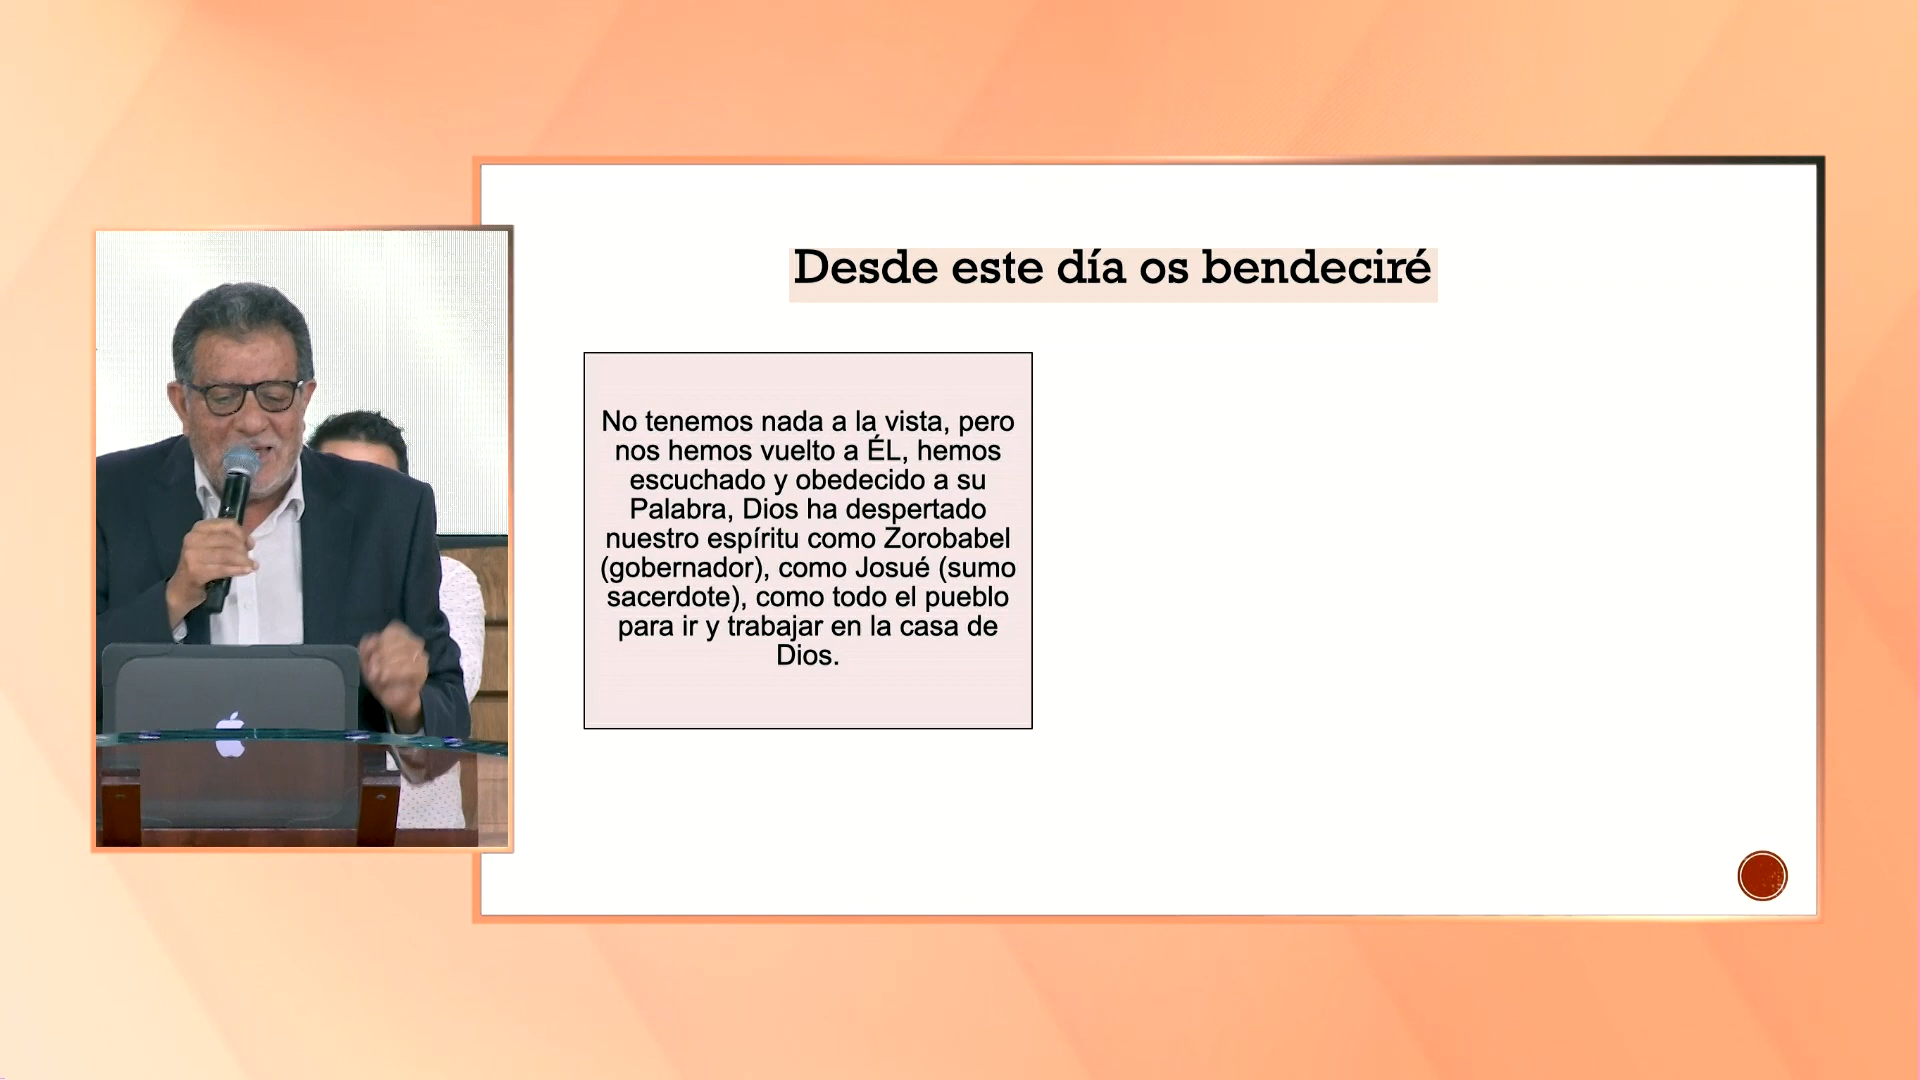 Desde este día os bendeciré
No tenemos nada a la vista, pero
nos hemos vuelto a ÉL, hemos
escuchado y obedecido a su
Palabra, Dios ha despertado
nuestro espíritu como Zorobabel
(gobernador), como Josué (sumo
sacerdote), como todo el pueblo
para ir y trabajar en la casa de
Dios.